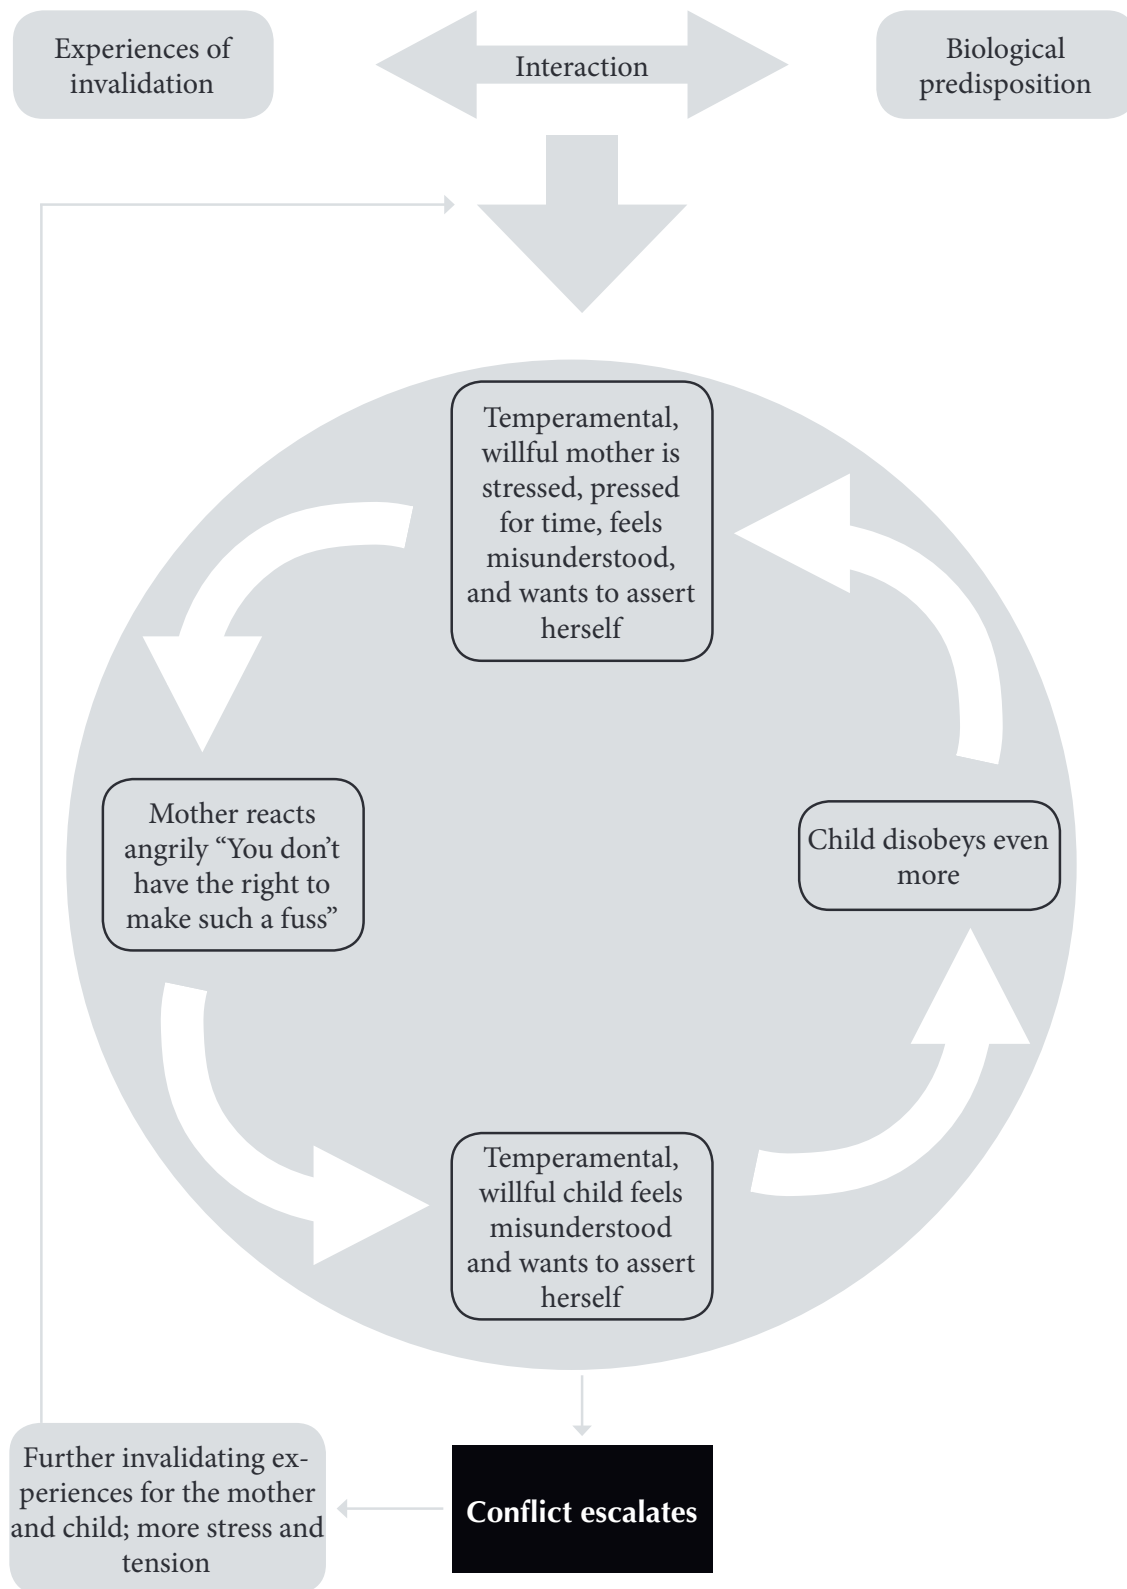 Experiences of
invalidation
Interaction
Biological
predisposition
Temperamental,
willful mother is
stressed, pressed
for time, feels
misunderstood,
and wants to assert
herself
Mother reacts
angrily “You don’t
have the right to
make such a fuss”
Child disobeys even
more
Temperamental,
willful child feels
misunderstood
and wants to assert
herself
Further invalidating ex-
periences for the mother
and child; more stress and
tension
Conflict escalates